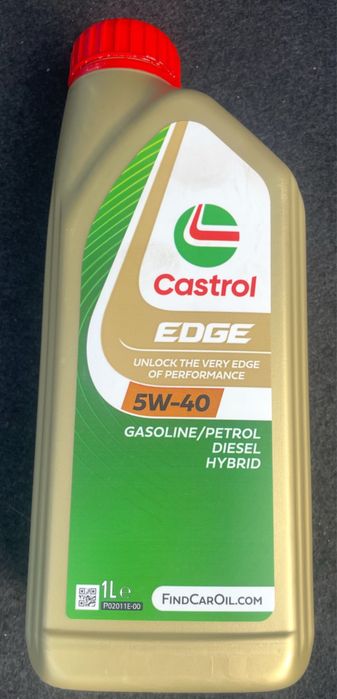 Castrol
EDGE
UNLOCK THE VERY EDGE
OF PERFORMANCE
5W-40
GASOLINE/PETROL
DIESEL
HYBRID
1L e
P02011E-00
FINDCAROIL.COM